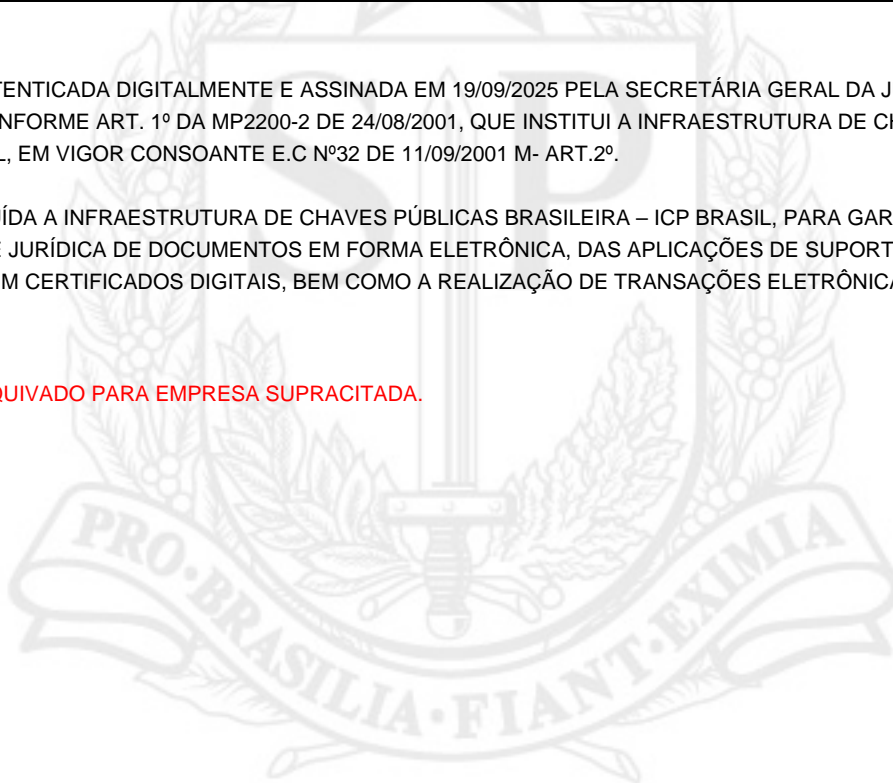 TENTICADA DIGITALMENTE E ASSINADA EM 19/09/2025 PELA SECRETÁRIA GERAL DA J
NFORME ART. 1º DA MP2200-2 DE 24/08/2001, QUE INSTITUI A INFRAESTRUTURA DE CH
L, EM VIGOR CONSOANTE E.C Nº32 DE 11/09/2001 M- ART.2º.
UÍDA A INFRAESTRUTURA DE CHAVES PÚBLICAS BRASILEIRA – ICP BRASIL, PARA GAR
E JURÍDICA DE DOCUMENTOS EM FORMA ELETRÔNICA, DAS APLICAÇÕES DE SUPORT
M CERTIFICADOS DIGITAIS, BEM COMO A REALIZAÇÃO DE TRANSAÇÕES ELETRÔNICA
QUIVADO PARA EMPRESA SUPRACITADA.
SP
PRO·BRASILIA·FIANT·EXIMIA